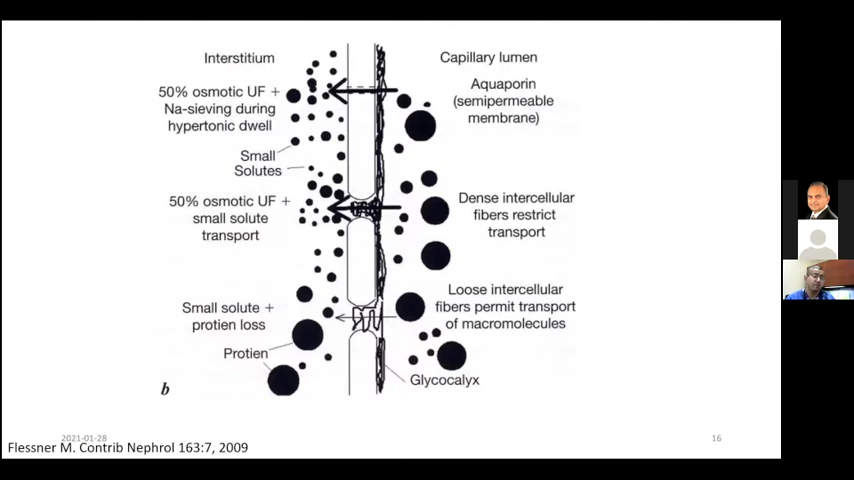 Interstitium
50% osmotic UF +
Na-sieving during
hypertonic dwell
Small
Solutes
50% osmotic UF +
small solute
transport
Small solute +
protien loss
Protien
b
Capillary lumen
Aquaporin
(semipermeable
membrane)
Dense intercellular
fibers restrict
transport
Loose intercellular
fibers permit transport
of macromolecules
Glycocalyx
2021-01-28
16
Flessner M. Contrib Nephrol 163:7, 2009